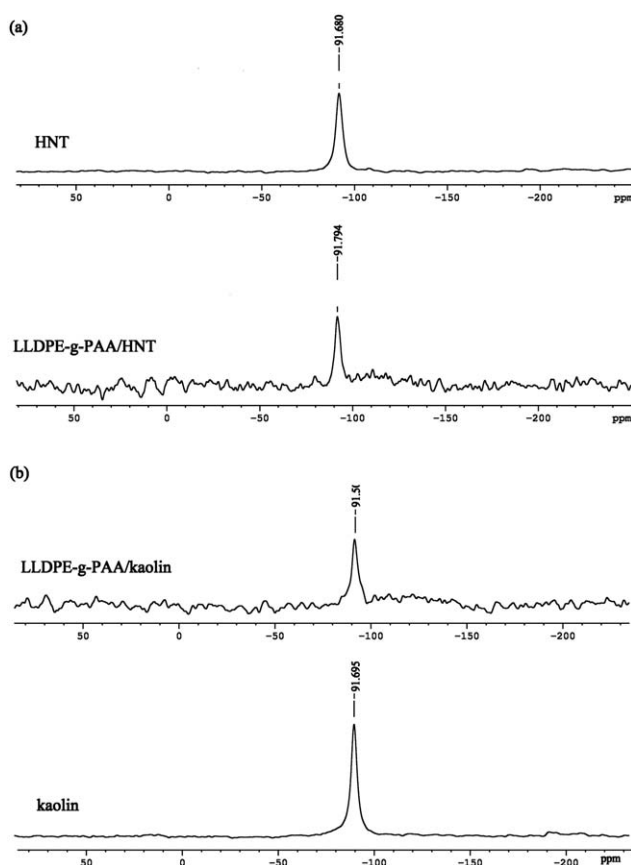 (a)
-91.680
HNT
50 0 -50 -100 -150 -200 ppm
-91.794
LLDPE-g-PAA/HNT
50 0 -50 -100 -150 -200 ppm
(b)
LLDPE-g-PAA/kaolin
50 0 -50 -100 -150 -200
-91.695
kaolin
50 0 -50 -100 -150 -200 ppm